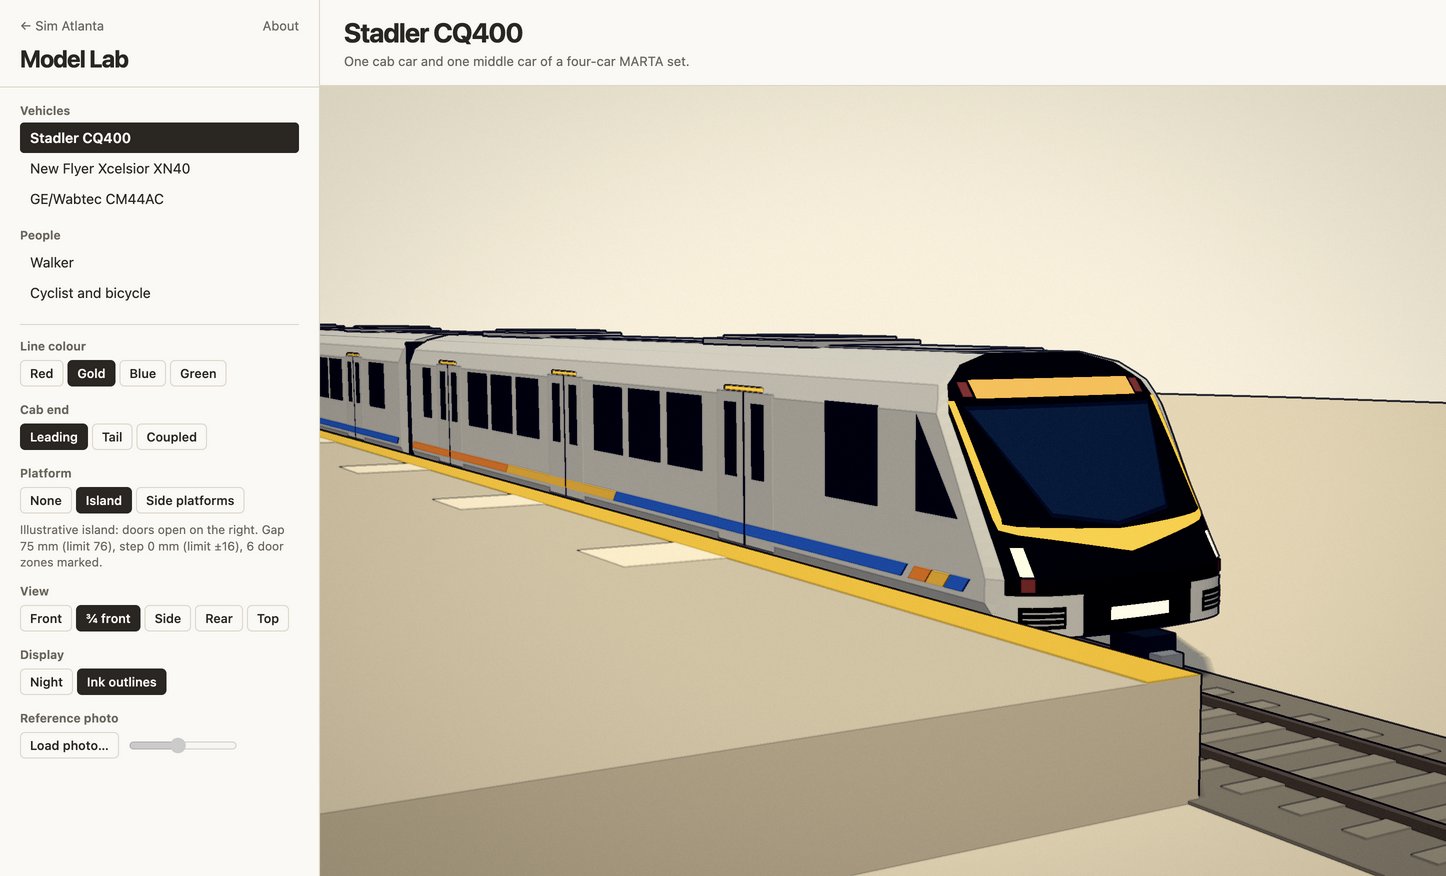 ← Sim Atlanta
About
Model Lab
Vehicles
Stadler CQ400
New Flyer Xcelsior XN40
GE/Wabtec CM44AC
People
Walker
Cyclist and bicycle
Line colour
Red
Gold
Blue
Green
Cab end
Leading
Tail
Coupled
Platform
None
Island
Side platforms
Illustrative island: doors open on the right. Gap
75 mm (limit 76), step 0 mm (limit ±16), 6 door
zones marked.
View
Front
¾ front
Side
Rear
Top
Display
Night
Ink outlines
Reference photo
Load photo...
Stadler CQ400
One cab car and one middle car of a four-car MARTA set.